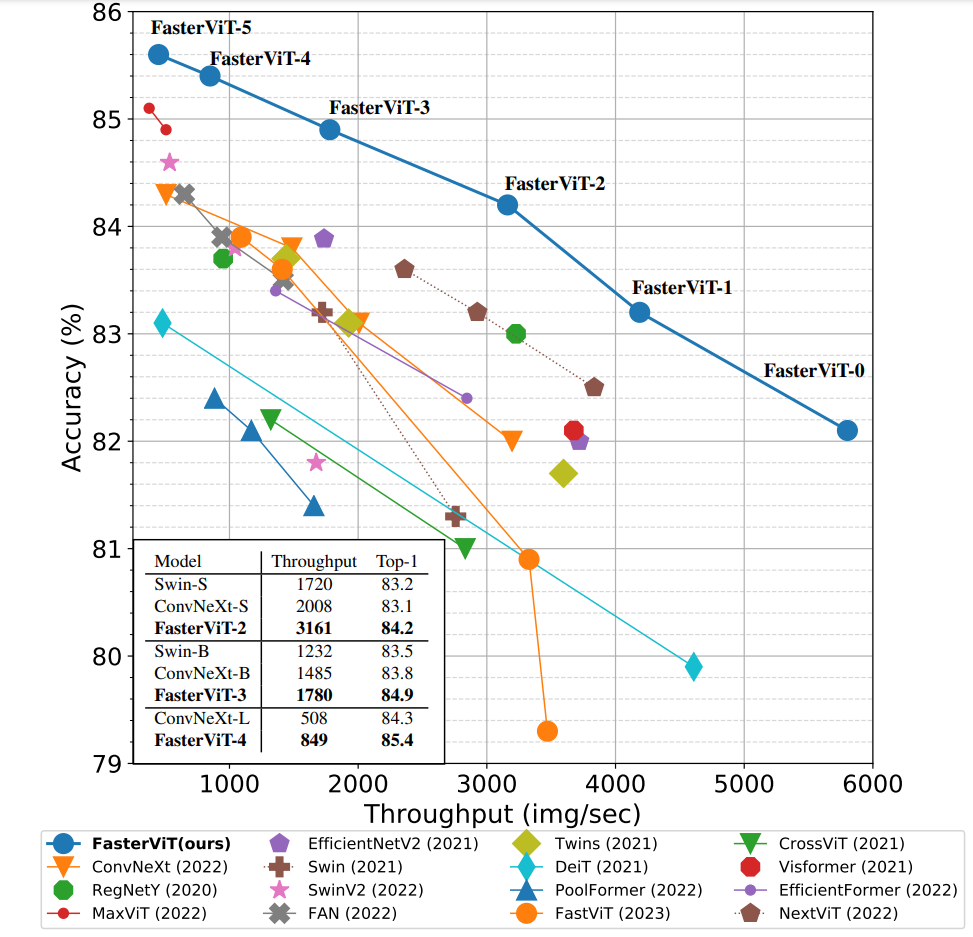 86
FasterViT-5
FasterViT-4
FasterViT-3
85
FasterViT-2
84
FasterViT-1
83
FasterViT-0
82
81
80
79
Accuracy (%)
Model Throughput Top-1
Swin-S 1720 83.2
ConvNeXt-S 2008 83.1
FasterViT-2 3161 84.2
Swin-B 1232 83.5
ConvNeXt-B 1485 83.8
FasterViT-3 1780 84.9
ConvNeXt-L 508 84.3
FasterViT-4 849 85.4
1000 2000 3000 4000 5000 6000
Throughput (img/sec)
FasterViT(ours) EfficientNetV2 (2021) Twins (2021) CrossViT (2021)
ConvNeXt (2022) Swin (2021) DeiT (2021) Visformer (2021)
RegNetY (2020) SwinV2 (2022) PoolFormer (2022) EfficientFormer (2022)
MaxViT (2022) FAN (2022) FastViT (2023) NextViT (2022)